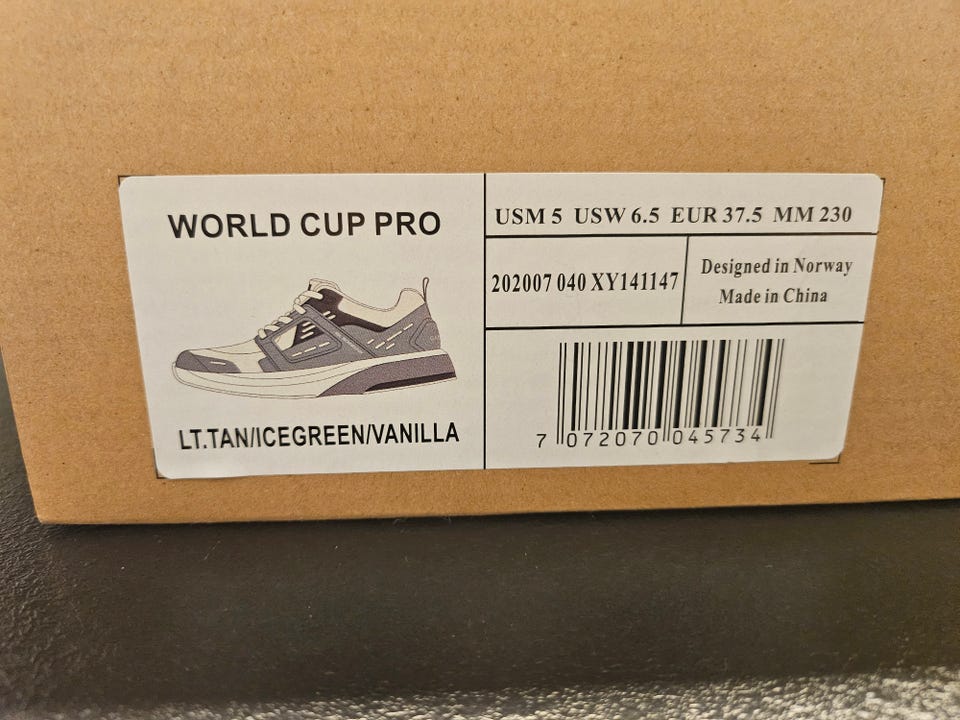 WORLD CUP PRO
LT.TAN/ICEGREEN/VANILLA
USM 5 USW 6.5 EUR 37.5 MM 230
202007 040 XY141147
Designed in Norway
Made in China
7 072070 045734